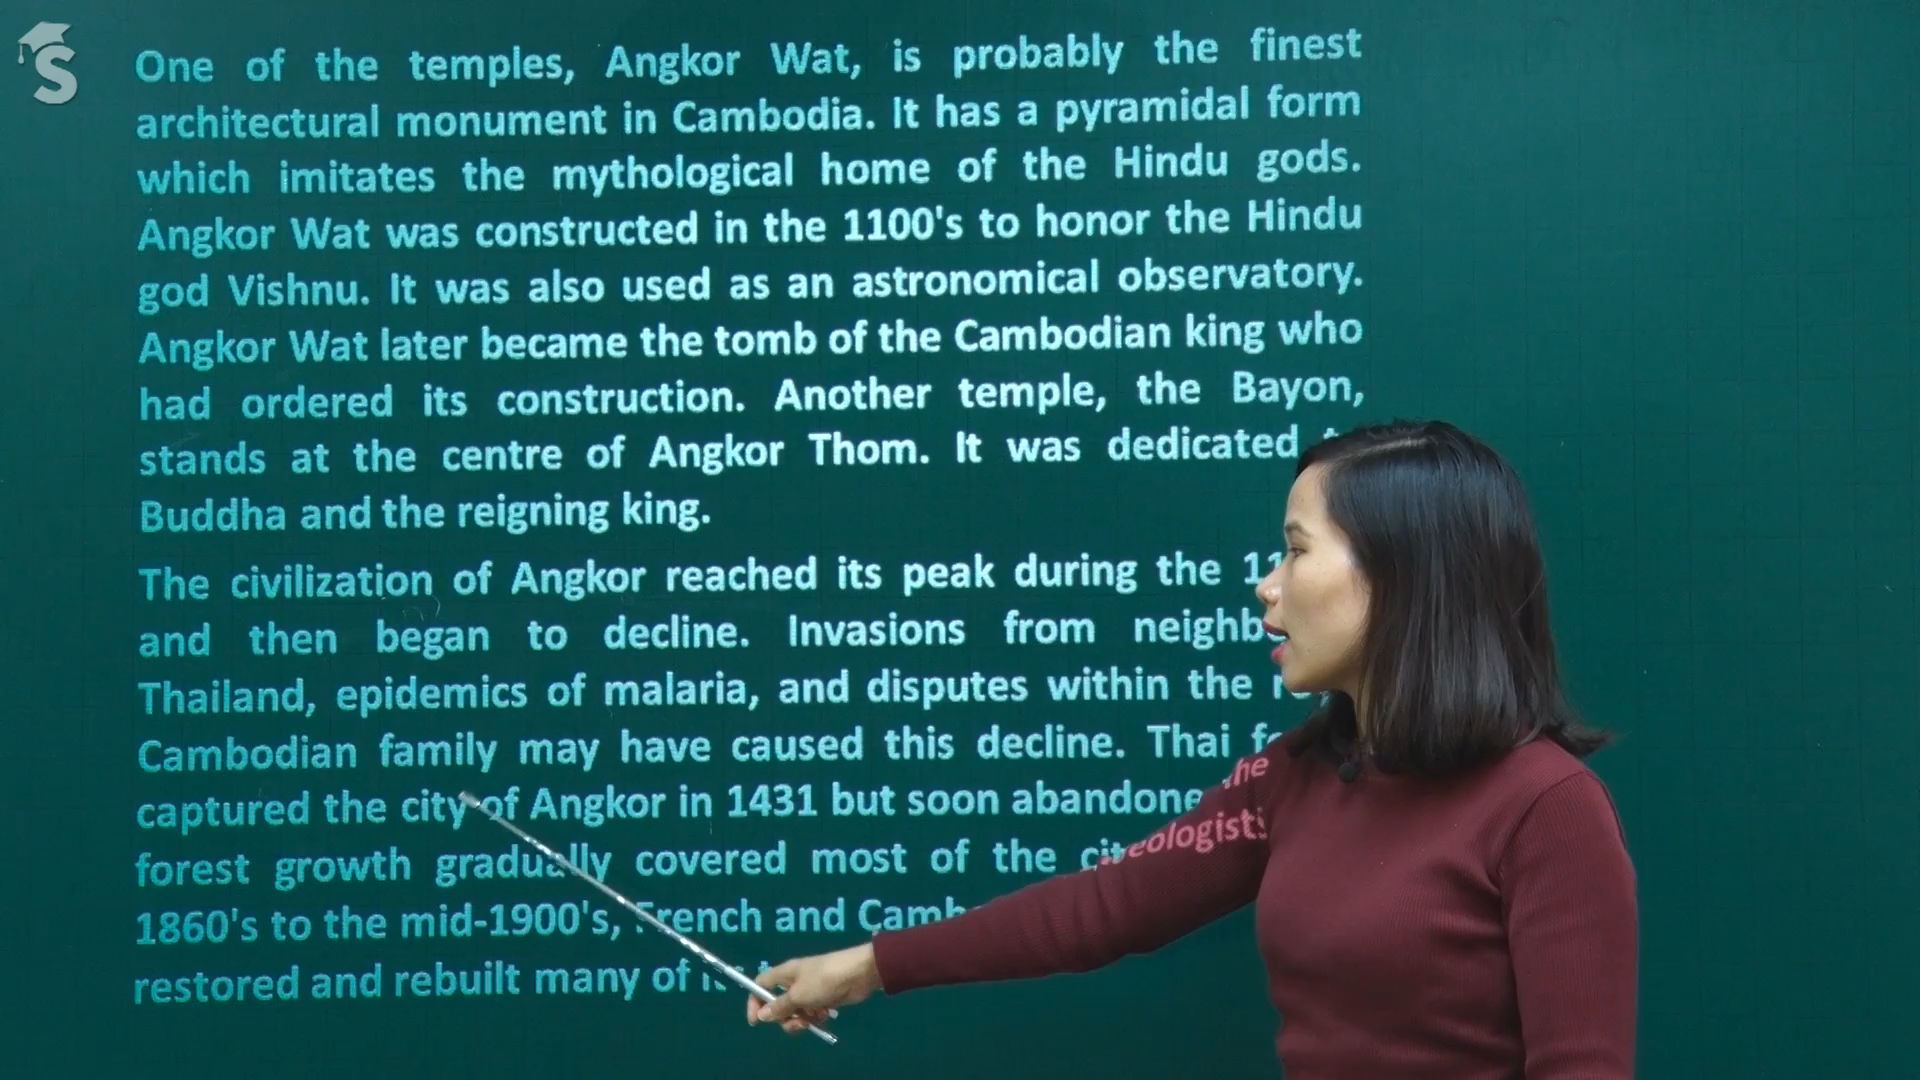 One of the temples, Angkor Wat, is probably the finest
architectural monument in Cambodia. It has a pyramidal form
which imitates the mythological home of the Hindu gods.
Angkor Wat was constructed in the 1100's to honor the Hindu
god Vishnu. It was also used as an astronomical observatory.
Angkor Wat later became the tomb of the Cambodian king who
had ordered its construction. Another temple, the Bayon,
stands at the centre of Angkor Thom. It was dedicated
Buddha and the reigning king.
The civilization of Angkor reached its peak during the
and then began to decline. Invasions from
Thailand, epidemics of malaria, and disputes within the
Cambodian family may have caused this decline. Thai
captured the city of Angkor in 1431 but soon the
forest growth gradually covered most of the
1860's to the mid-1900's, French and
restored and rebuilt many of
S